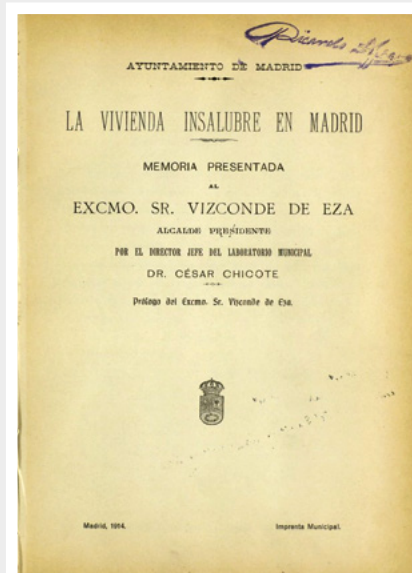 AYUNTAMIENTO DE MADRID
LA VIVIENDA INSALUBRE EN MADRID
MEMORIA PRESENTADA
AL
EXCMO. SR. VIZCONDE DE EZA
ALCALDE PRESIDENTE
POR EL DIRECTOR JEFE DEL LABORATORIO MUNICIPAL
DR. CÉSAR CHICOTE
Prólogo del Excmo. Sr. Vizconde de Eza.
Madrid, 1914.
Imprenta Municipal.